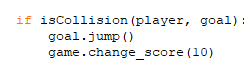 if isCollision(player, goal):
    goal.jump()
    game.change_score(10)